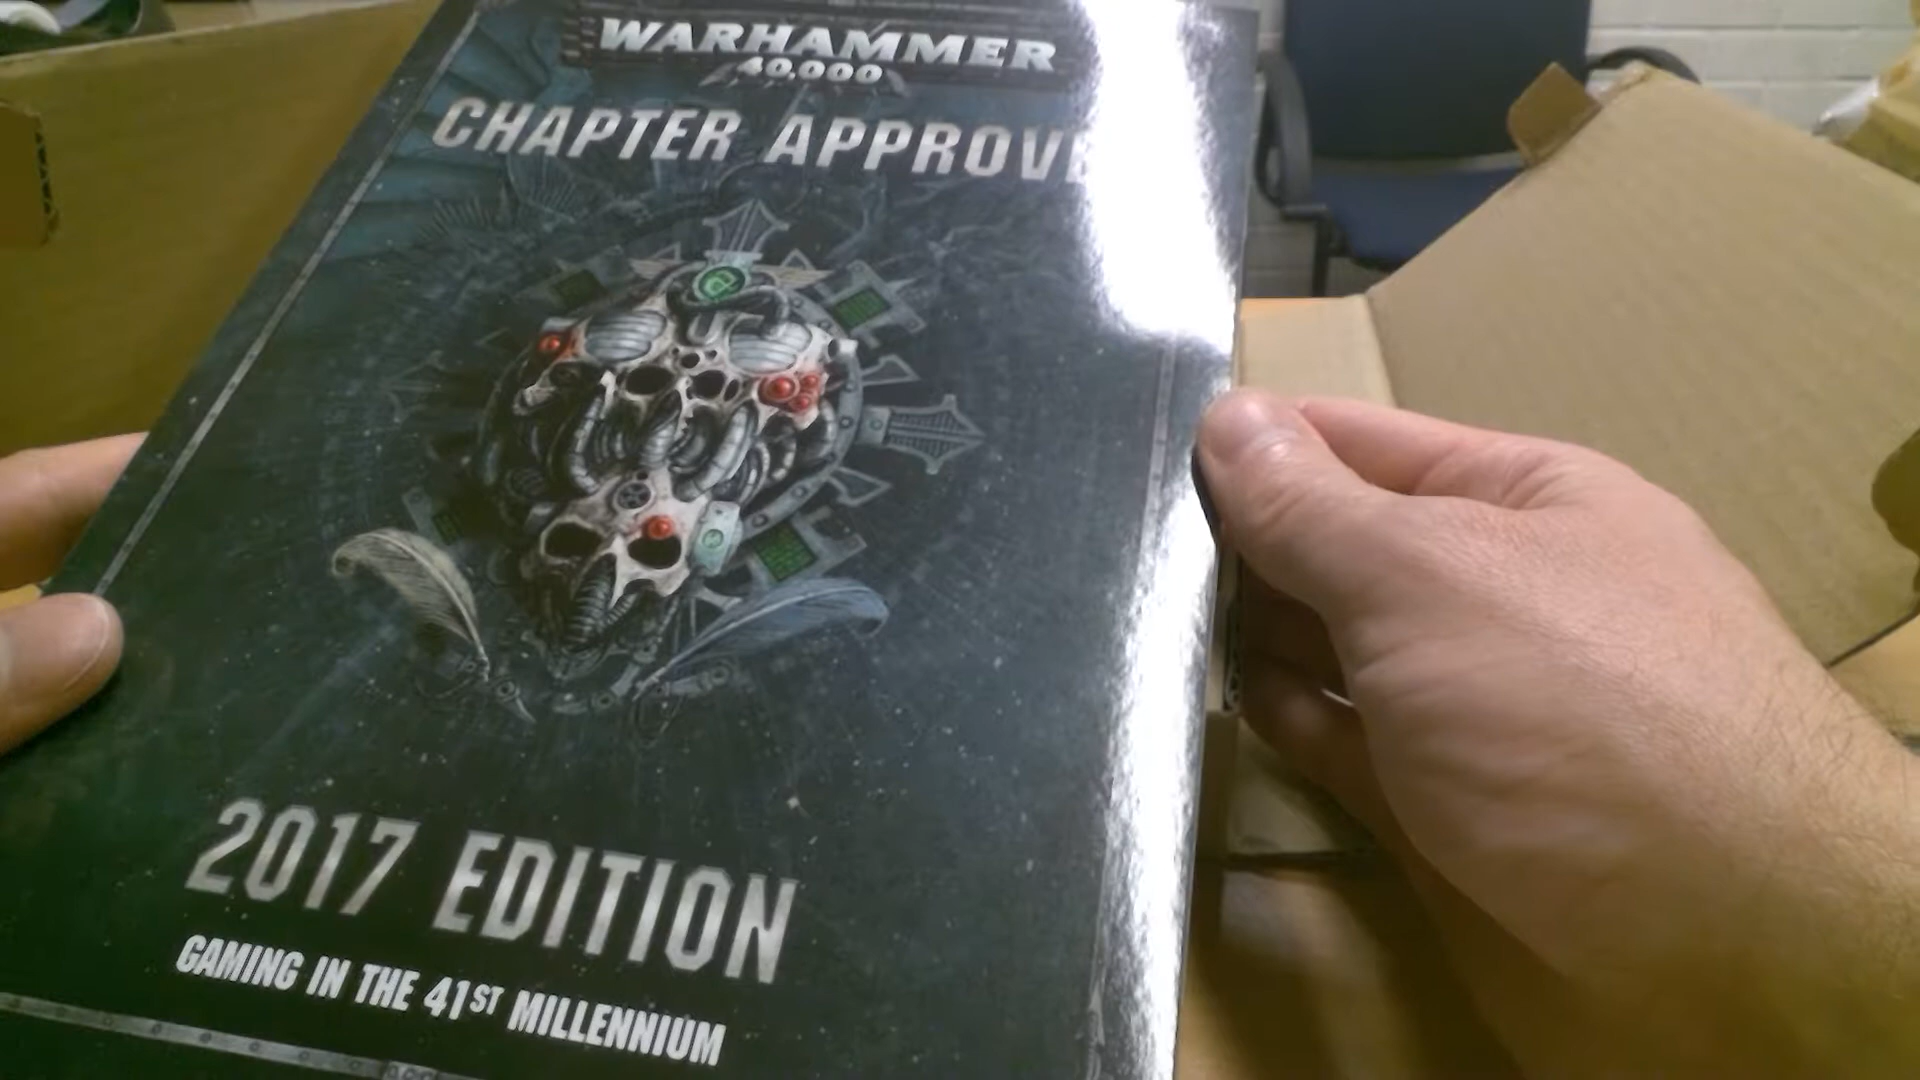 WARHAMMER
40,000
CHAPTER APPROV
2017 EDITION
GAMING IN THE 41ST MILLENNIUM